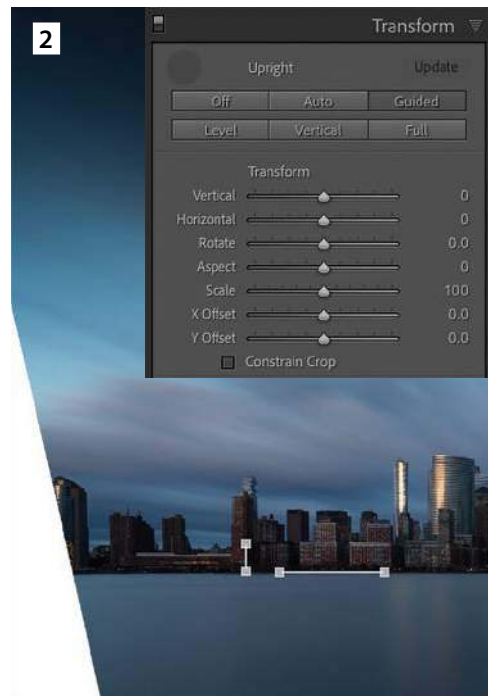 2
Transform
Upright Update
Off Auto Guided
Level Vertical Full
Transform
Vertical 0
Horizontal 0
Rotate 0.0
Aspect 0
Scale 100
X Offset 0.0
Y Offset 0.0
Constrain Crop